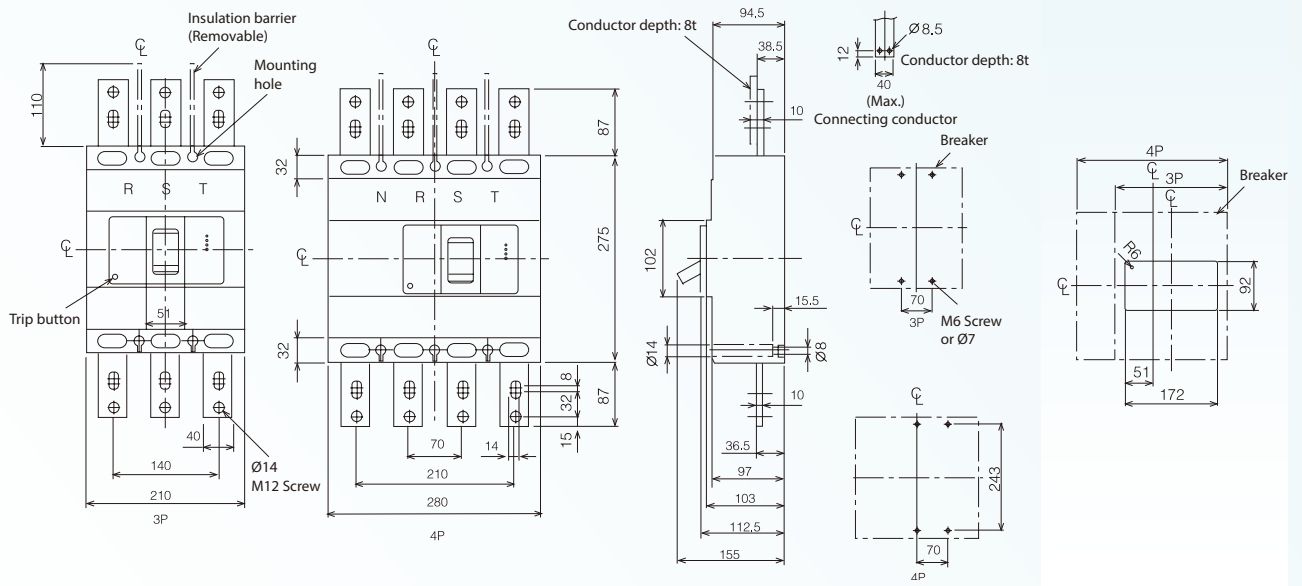 Insulation barrier
(Removable)
Mounting
hole
℄
110
R S T
℄
Trip button
51
40
140
210
3P
Ø14
M12 Screw
℄
32
N R S T
℄
32
87
275
87
8
32
15
14
70
210
280
4P
Conductor depth: 8t
94.5
38.5
10
Connecting conductor
102
15.5
Ø14
Ø8
10
36.5
97
103
112.5
155
12
Ø8.5
Conductor depth: 8t
40
(Max.)
Breaker
℄
70
3P
M6 Screw
or Ø7
℄
243
70
4P
4P
℄
3P
℄
Breaker
R6
℄
92
51
172